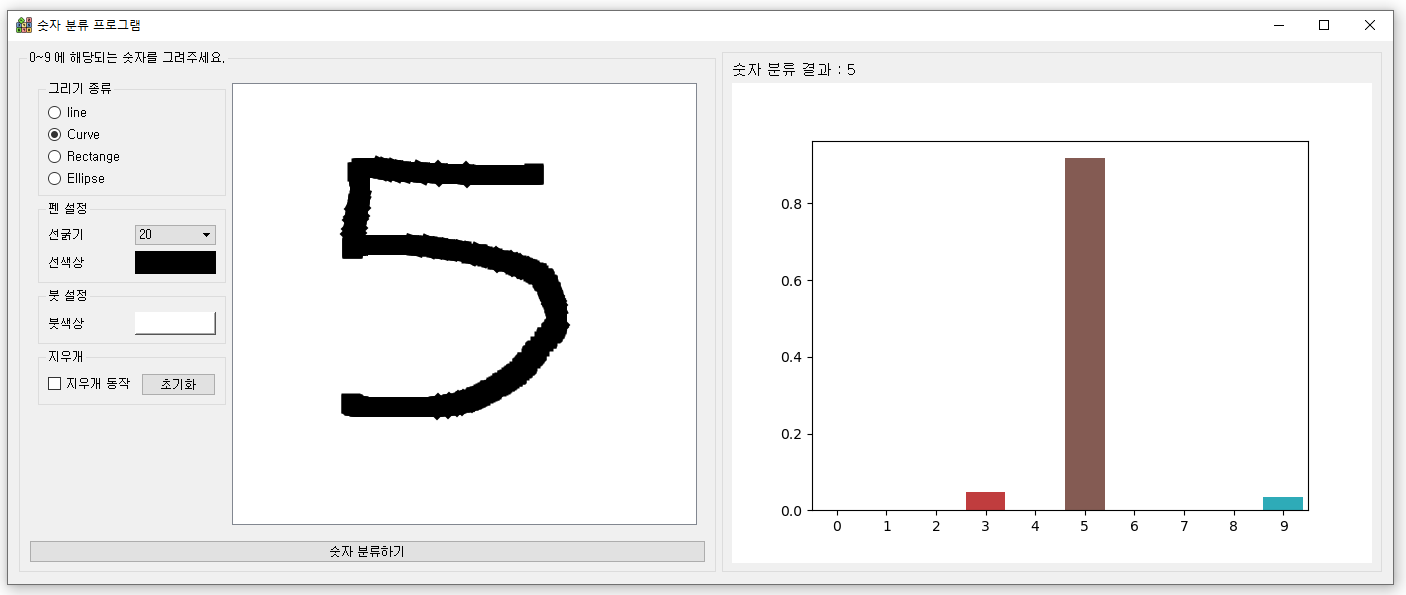 숫자 분류 프로그램
0~9 에 해당되는 숫자를 그려주세요.
그리기 종류
line
Curve
Rectange
Ellipse
펜 설정
선굵기 20
선색상
붓 설정
붓색상
지우개
지우개 동작 초기화
5
숫자 분류하기
숫자 분류 결과 : 5
0.8
0.6
0.4
0.2
0.0
0 1 2 3 4 5 6 7 8 9